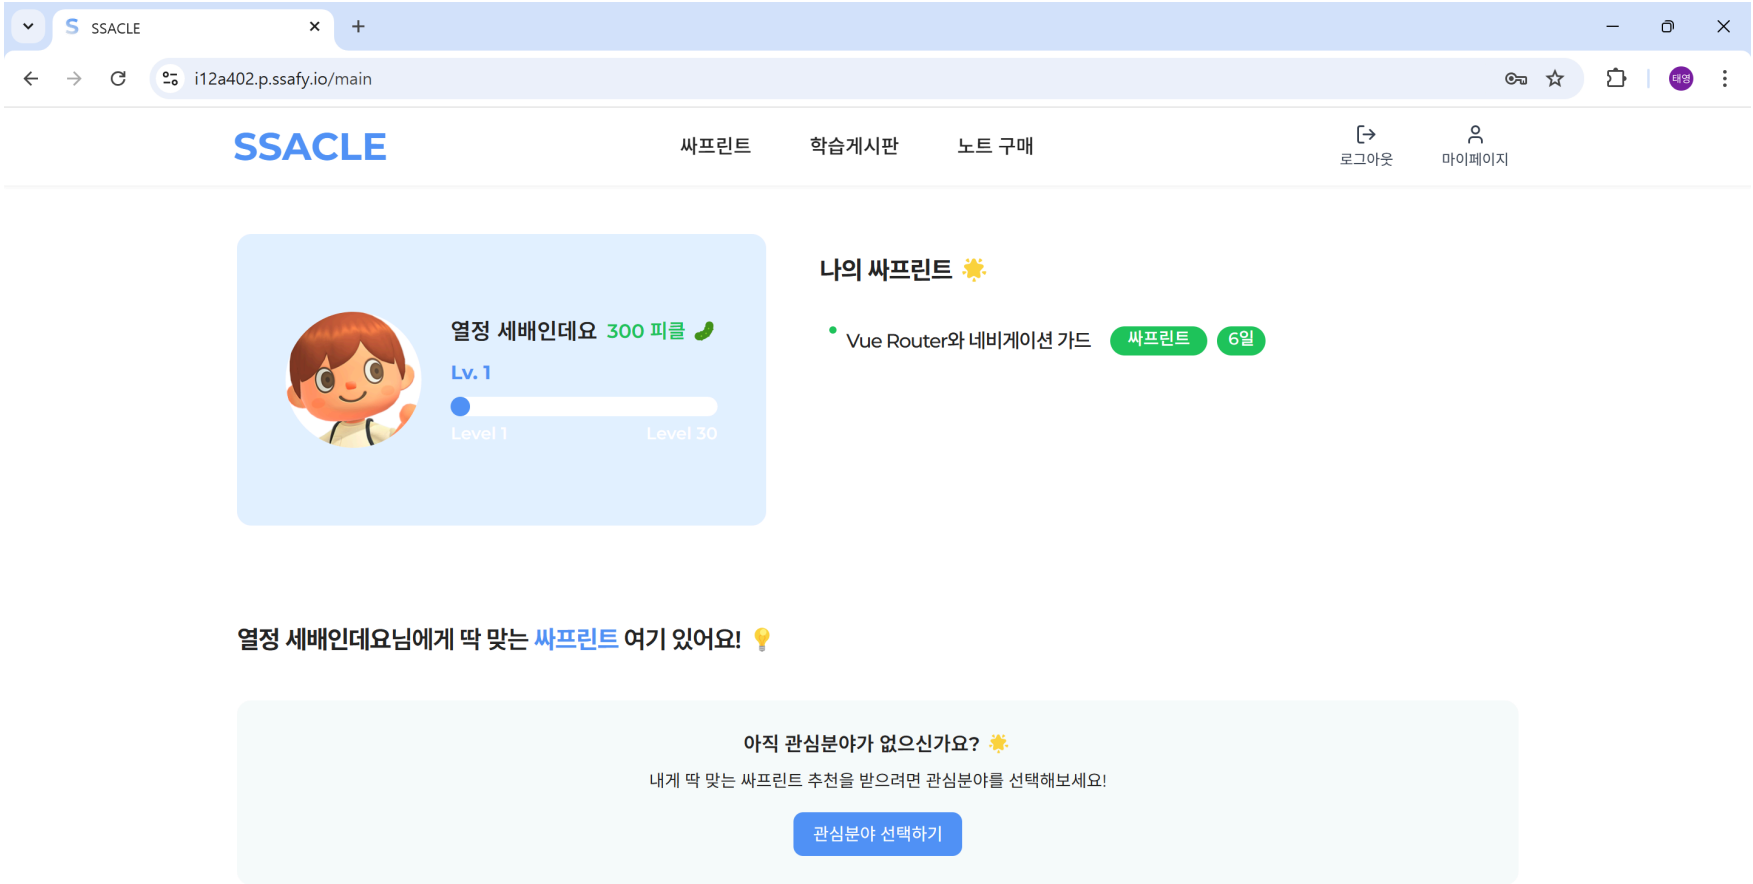 S SSACLE
i12a402.p.ssafy.io/main
태영
SSACLE
싸프린트
학습게시판
노트 구매
로그아웃
마이페이지
열정 세배인데요 300 피클
Lv. 1
Level 1
Level 30
나의 싸프린트
Vue Router와 네비게이션 가드 싸프린트 6일
열정 세배인데요님에게 딱 맞는 싸프린트 여기 있어요!
아직 관심분야가 없으신가요?
내게 딱 맞는 싸프린트 추천을 받으려면 관심분야를 선택해보세요!
관심분야 선택하기